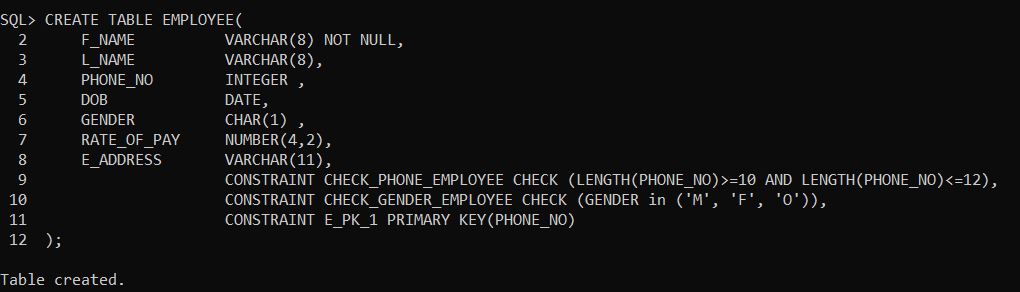 SQL> CREATE TABLE EMPLOYEE(
  2     F_NAME          VARCHAR(8) NOT NULL,
  3     L_NAME          VARCHAR(8),
  4     PHONE_NO        INTEGER ,
  5     DOB             DATE,
  6     GENDER          CHAR(1) ,
  7     RATE_OF_PAY     NUMBER(4,2),
  8     E_ADDRESS       VARCHAR(11),
  9                     CONSTRAINT CHECK_PHONE_EMPLOYEE CHECK (LENGTH(PHONE_NO)>=10 AND LENGTH(PHONE_NO)<=12),
 10                     CONSTRAINT CHECK_GENDER_EMPLOYEE CHECK (GENDER in ('M', 'F', 'O')),
 11                     CONSTRAINT E_PK_1 PRIMARY KEY(PHONE_NO)
 12  );
Table created.